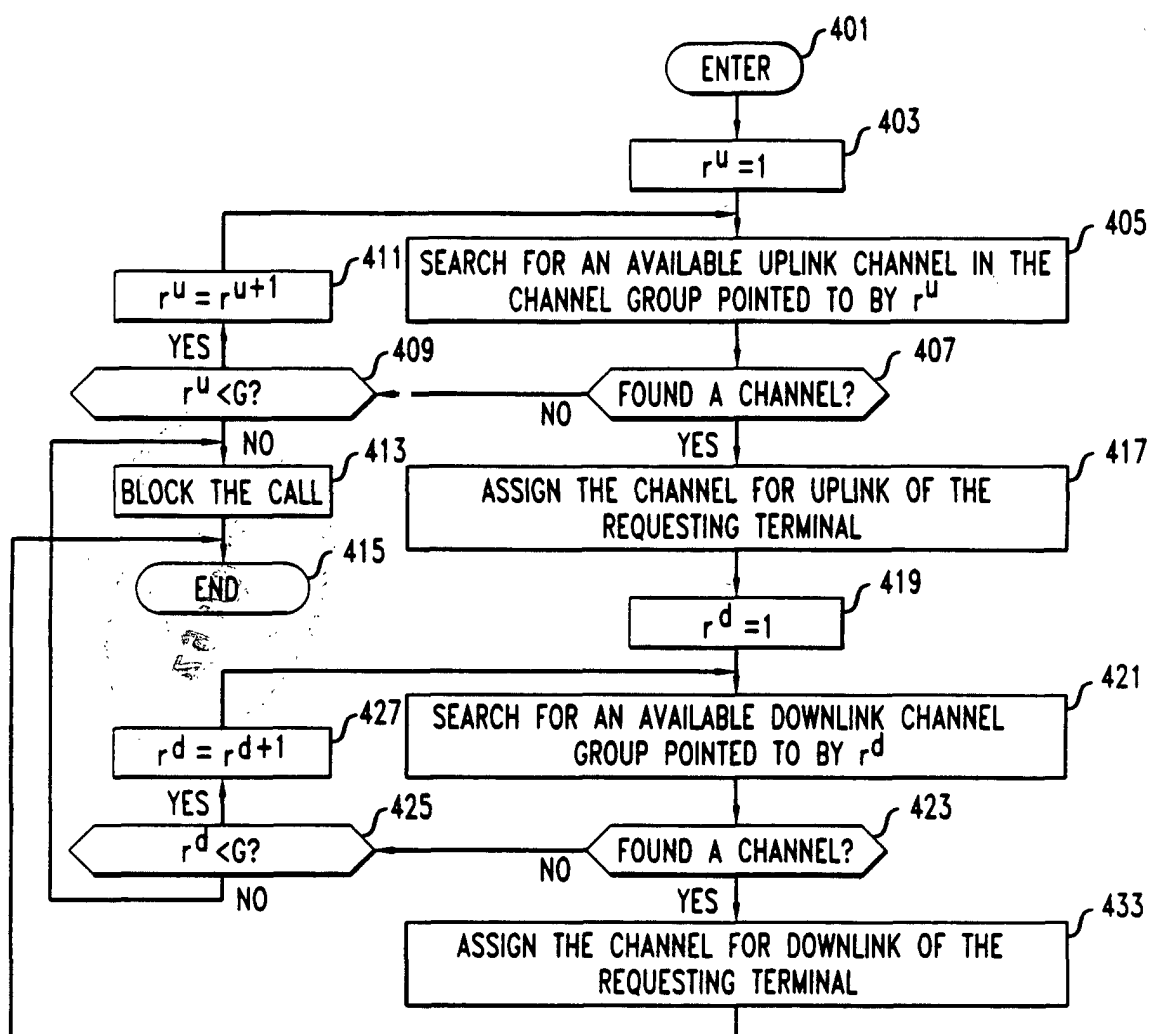 401
ENTER
403
r^u = 1
405
SEARCH FOR AN AVAILABLE UPLINK CHANNEL IN THE
CHANNEL GROUP POINTED TO BY r^u
411
r^u = r^u+1
YES
409
r^u <G?
407
FOUND A CHANNEL?
NO
NO
YES
413
BLOCK THE CALL
417
ASSIGN THE CHANNEL FOR UPLINK OF THE
REQUESTING TERMINAL
415
END
419
r^d = 1
421
SEARCH FOR AN AVAILABLE DOWNLINK CHANNEL
GROUP POINTED TO BY r^d
427
r^d = r^d+1
YES
425
r^d <G?
423
FOUND A CHANNEL?
NO
NO
YES
433
ASSIGN THE CHANNEL FOR DOWNLINK OF THE
REQUESTING TERMINAL